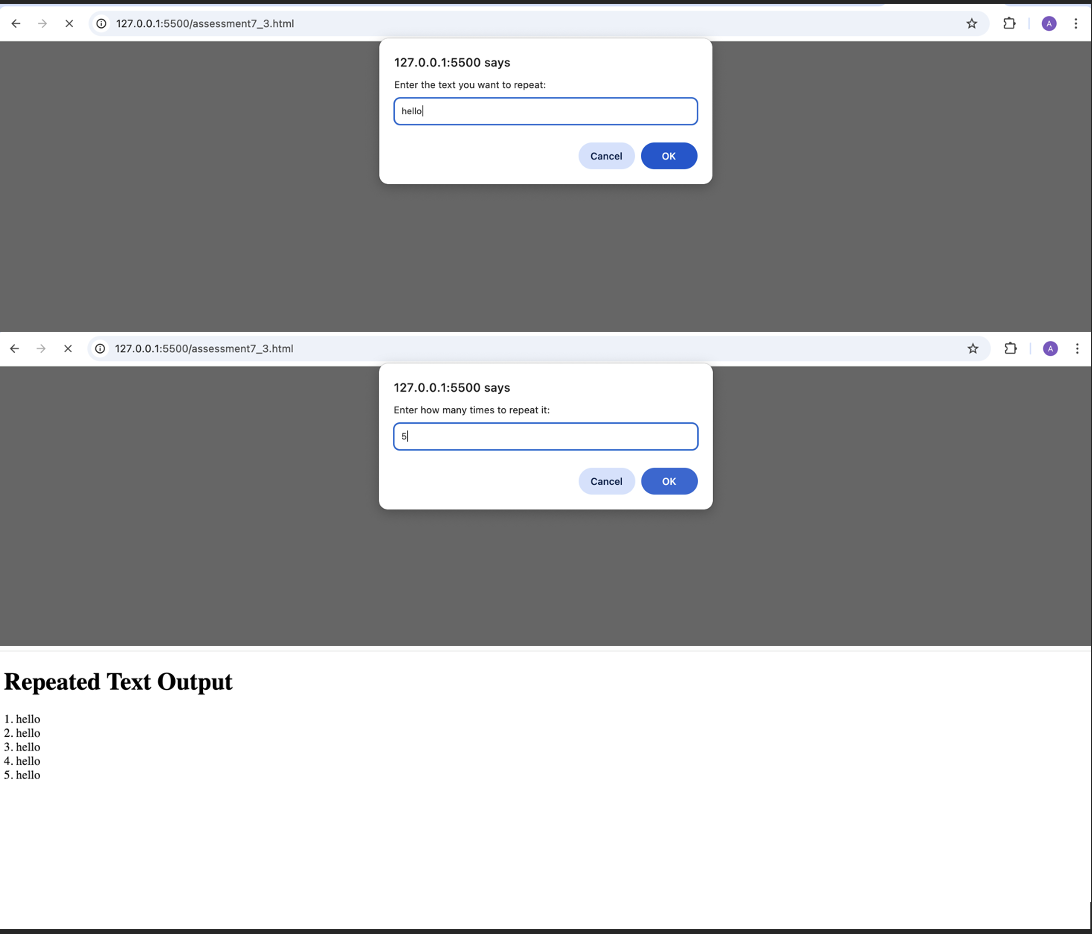 127.0.0.1:5500/assessment7_3.html
A
127.0.0.1:5500 says
Enter the text you want to repeat:
hello
Cancel
OK
127.0.0.1:5500/assessment7_3.html
A
127.0.0.1:5500 says
Enter how many times to repeat it:
5
Cancel
OK
Repeated Text Output
1. hello
2. hello
3. hello
4. hello
5. hello